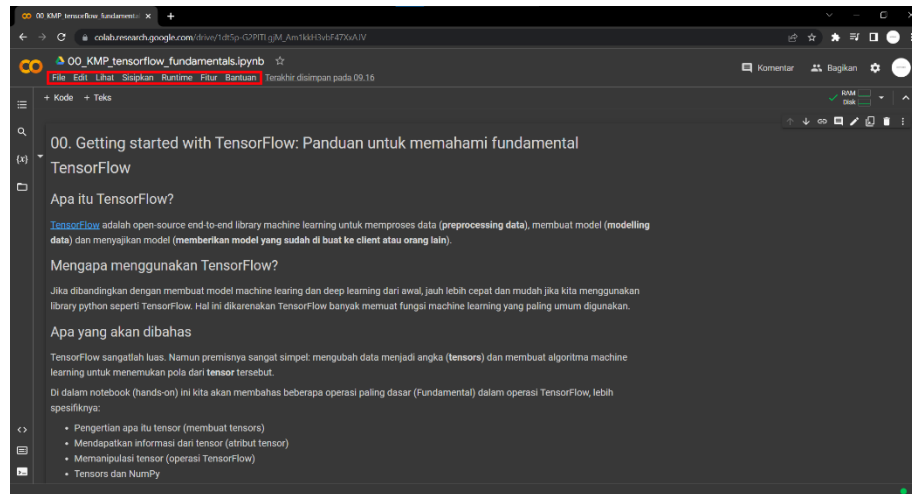 00_KMP_tensorflow_fundamenta
colab.research.google.com/drive/
00_KMP_tensorflow_fundamentals.ipynb
File Edit Lihat Sisipkan Runtime Fitur Bantuan Terakhir disimpan pada 09.16
Komentar Bagikan
+ Kode + Teks
RAM
Disk
{x}
00. Getting started with TensorFlow: Panduan untuk memahami fundamental
TensorFlow
Apa itu TensorFlow?
TensorFlow adalah open-source end-to-end library machine learning untuk memproses data (preprocessing data), membuat model (modelling
data) dan menyajikan model (memberikan model yang sudah di buat ke client atau orang lain).
Mengapa menggunakan TensorFlow?
Jika dibandingkan dengan membuat model machine learing dan deep learning dari awal, jauh lebih cepat dan mudah jika kita menggunakan
library python seperti TensorFlow. Hal ini dikarenakan TensorFlow banyak memuat fungsi machine learning yang paling umum digunakan.
Apa yang akan dibahas
TensorFlow sangatlah luas. Namun premisnya sangat simpel: mengubah data menjadi angka (tensors) dan membuat algoritma machine
learning untuk menemukan pola dari tensor tersebut.
Di dalam notebook (hands-on) ini kita akan membahas beberapa operasi paling dasar (Fundamental) dalam operasi TensorFlow, lebih
spesifiknya:
• Pengertian apa itu tensor (membuat tensors)
• Mendapatkan informasi dari tensor (atribut tensor)
• Memanipulasi tensor (operasi TensorFlow)
• Tensors dan NumPy